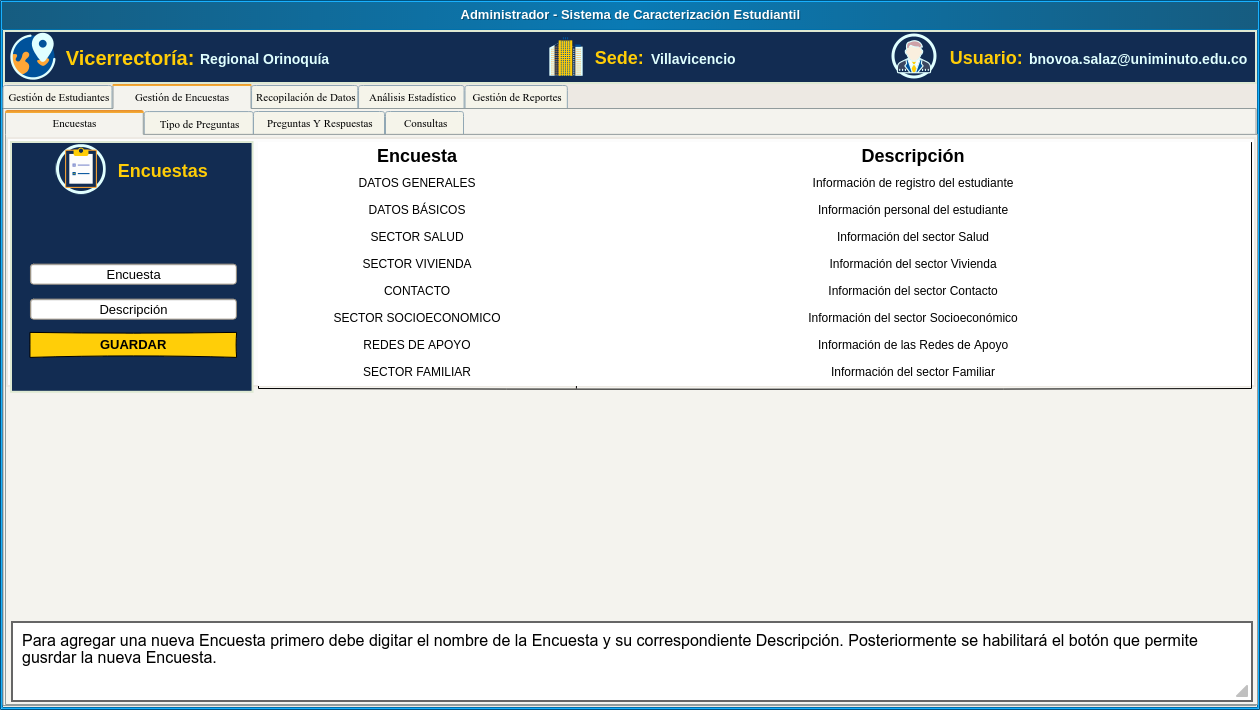 Administrador - Sistema de Caracterización Estudiantil
Vicerrectoría: Regional Orinoquía Sede: Villavicencio Usuario: bnovoa.salaz@uniminuto.edu.co
Gestión de Estudiantes Gestión de Encuestas Recopilación de Datos Análisis Estadístico Gestión de Reportes
Encuestas Tipo de Preguntas Preguntas Y Respuestas Consultas
Encuestas
Encuesta
Descripción
GUARDAR
Encuesta Descripción
DATOS GENERALES Información de registro del estudiante
DATOS BÁSICOS Información personal del estudiante
SECTOR SALUD Información del sector Salud
SECTOR VIVIENDA Información del sector Vivienda
CONTACTO Información del sector Contacto
SECTOR SOCIOECONOMICO Información del sector Socioeconómico
REDES DE APOYO Información de las Redes de Apoyo
SECTOR FAMILIAR Información del sector Familiar
Para agregar una nueva Encuesta primero debe digitar el nombre de la Encuesta y su correspondiente Descripción. Posteriormente se habilitará el botón que permite
gusrdar la nueva Encuesta.